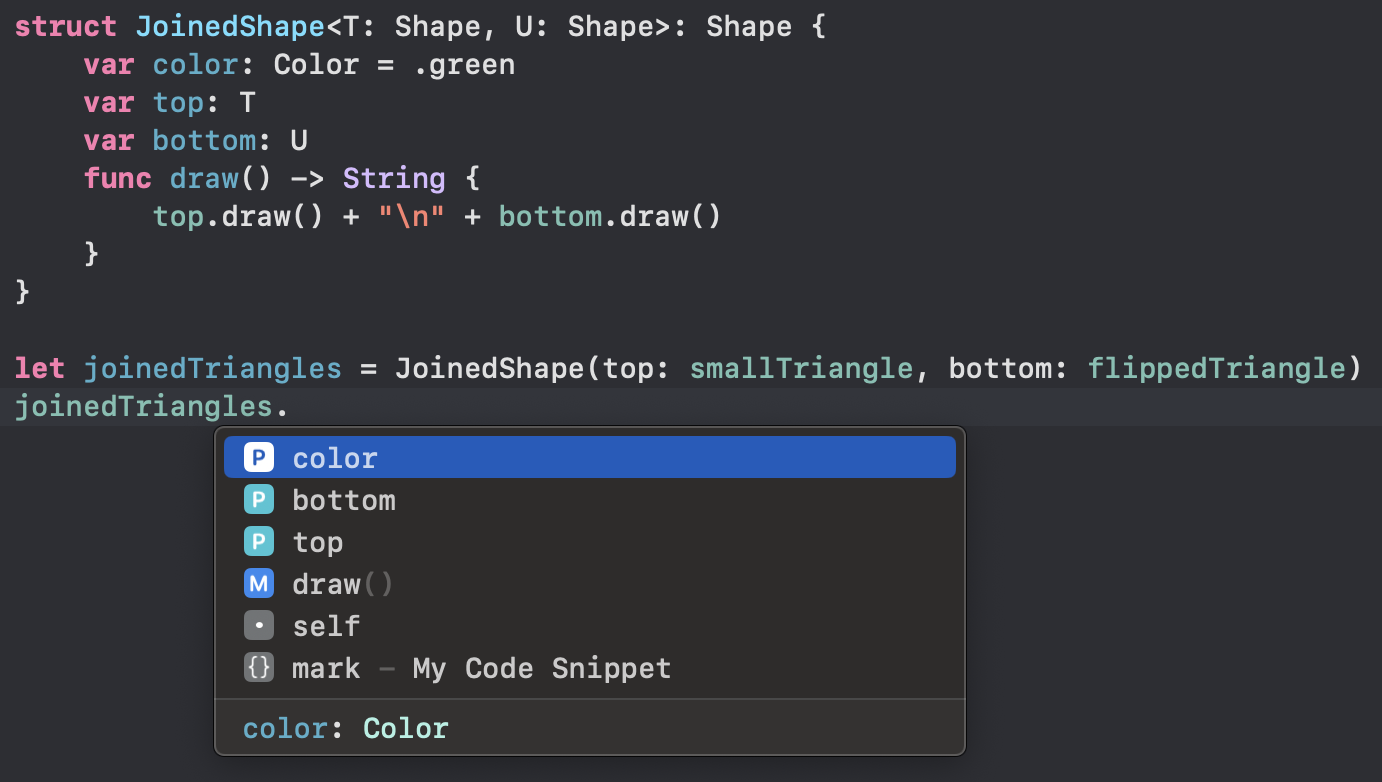 struct JoinedShape<T: Shape, U: Shape>: Shape {
    var color: Color = .green
    var top: T
    var bottom: U
    func draw() -> String {
        top.draw() + "\n" + bottom.draw()
    }
}

let joinedTriangles = JoinedShape(top: smallTriangle, bottom: flippedTriangle)
joinedTriangles.
P color
P bottom
P top
M draw()
• self
{} mark – My Code Snippet
color: Color